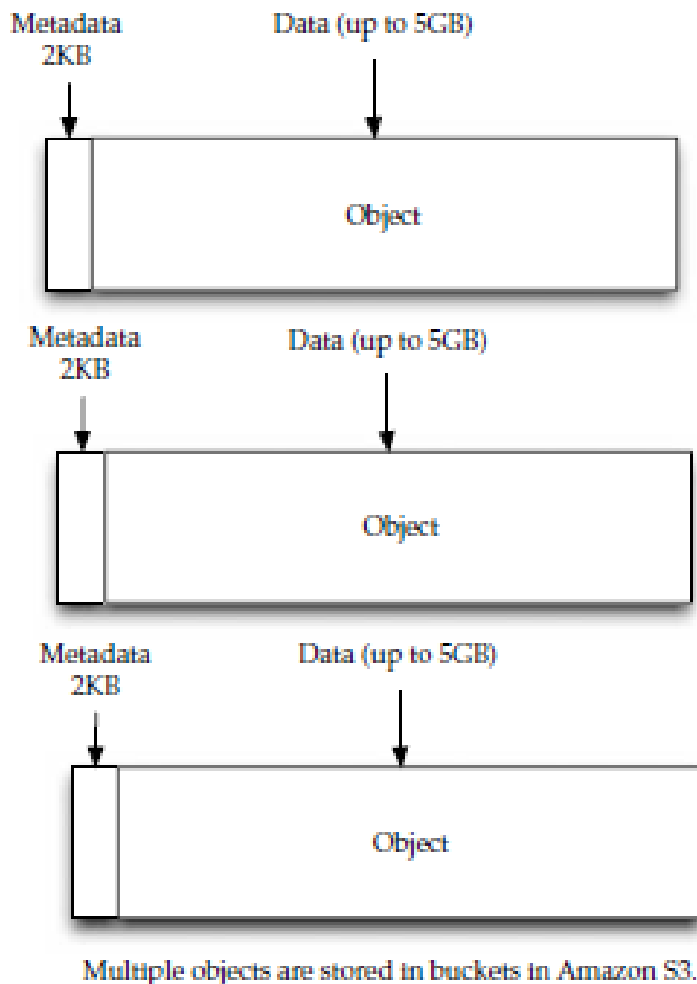 Metadata Data (up to 5GB)
2KB
Object
Metadata Data (up to 5GB)
2KB
Object
Metadata Data (up to 5GB)
2KB
Object
Multiple objects are stored in buckets in Amazon S3.